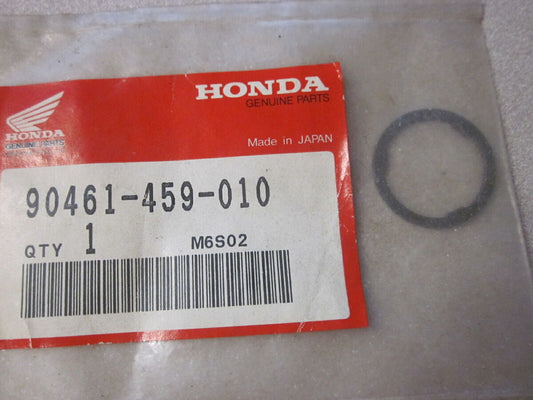 HONDA
GENUINE PARTS
HONDA
GENUINE PARTS
Made in JAPAN
90461-459-010
QTY 1 M6S02